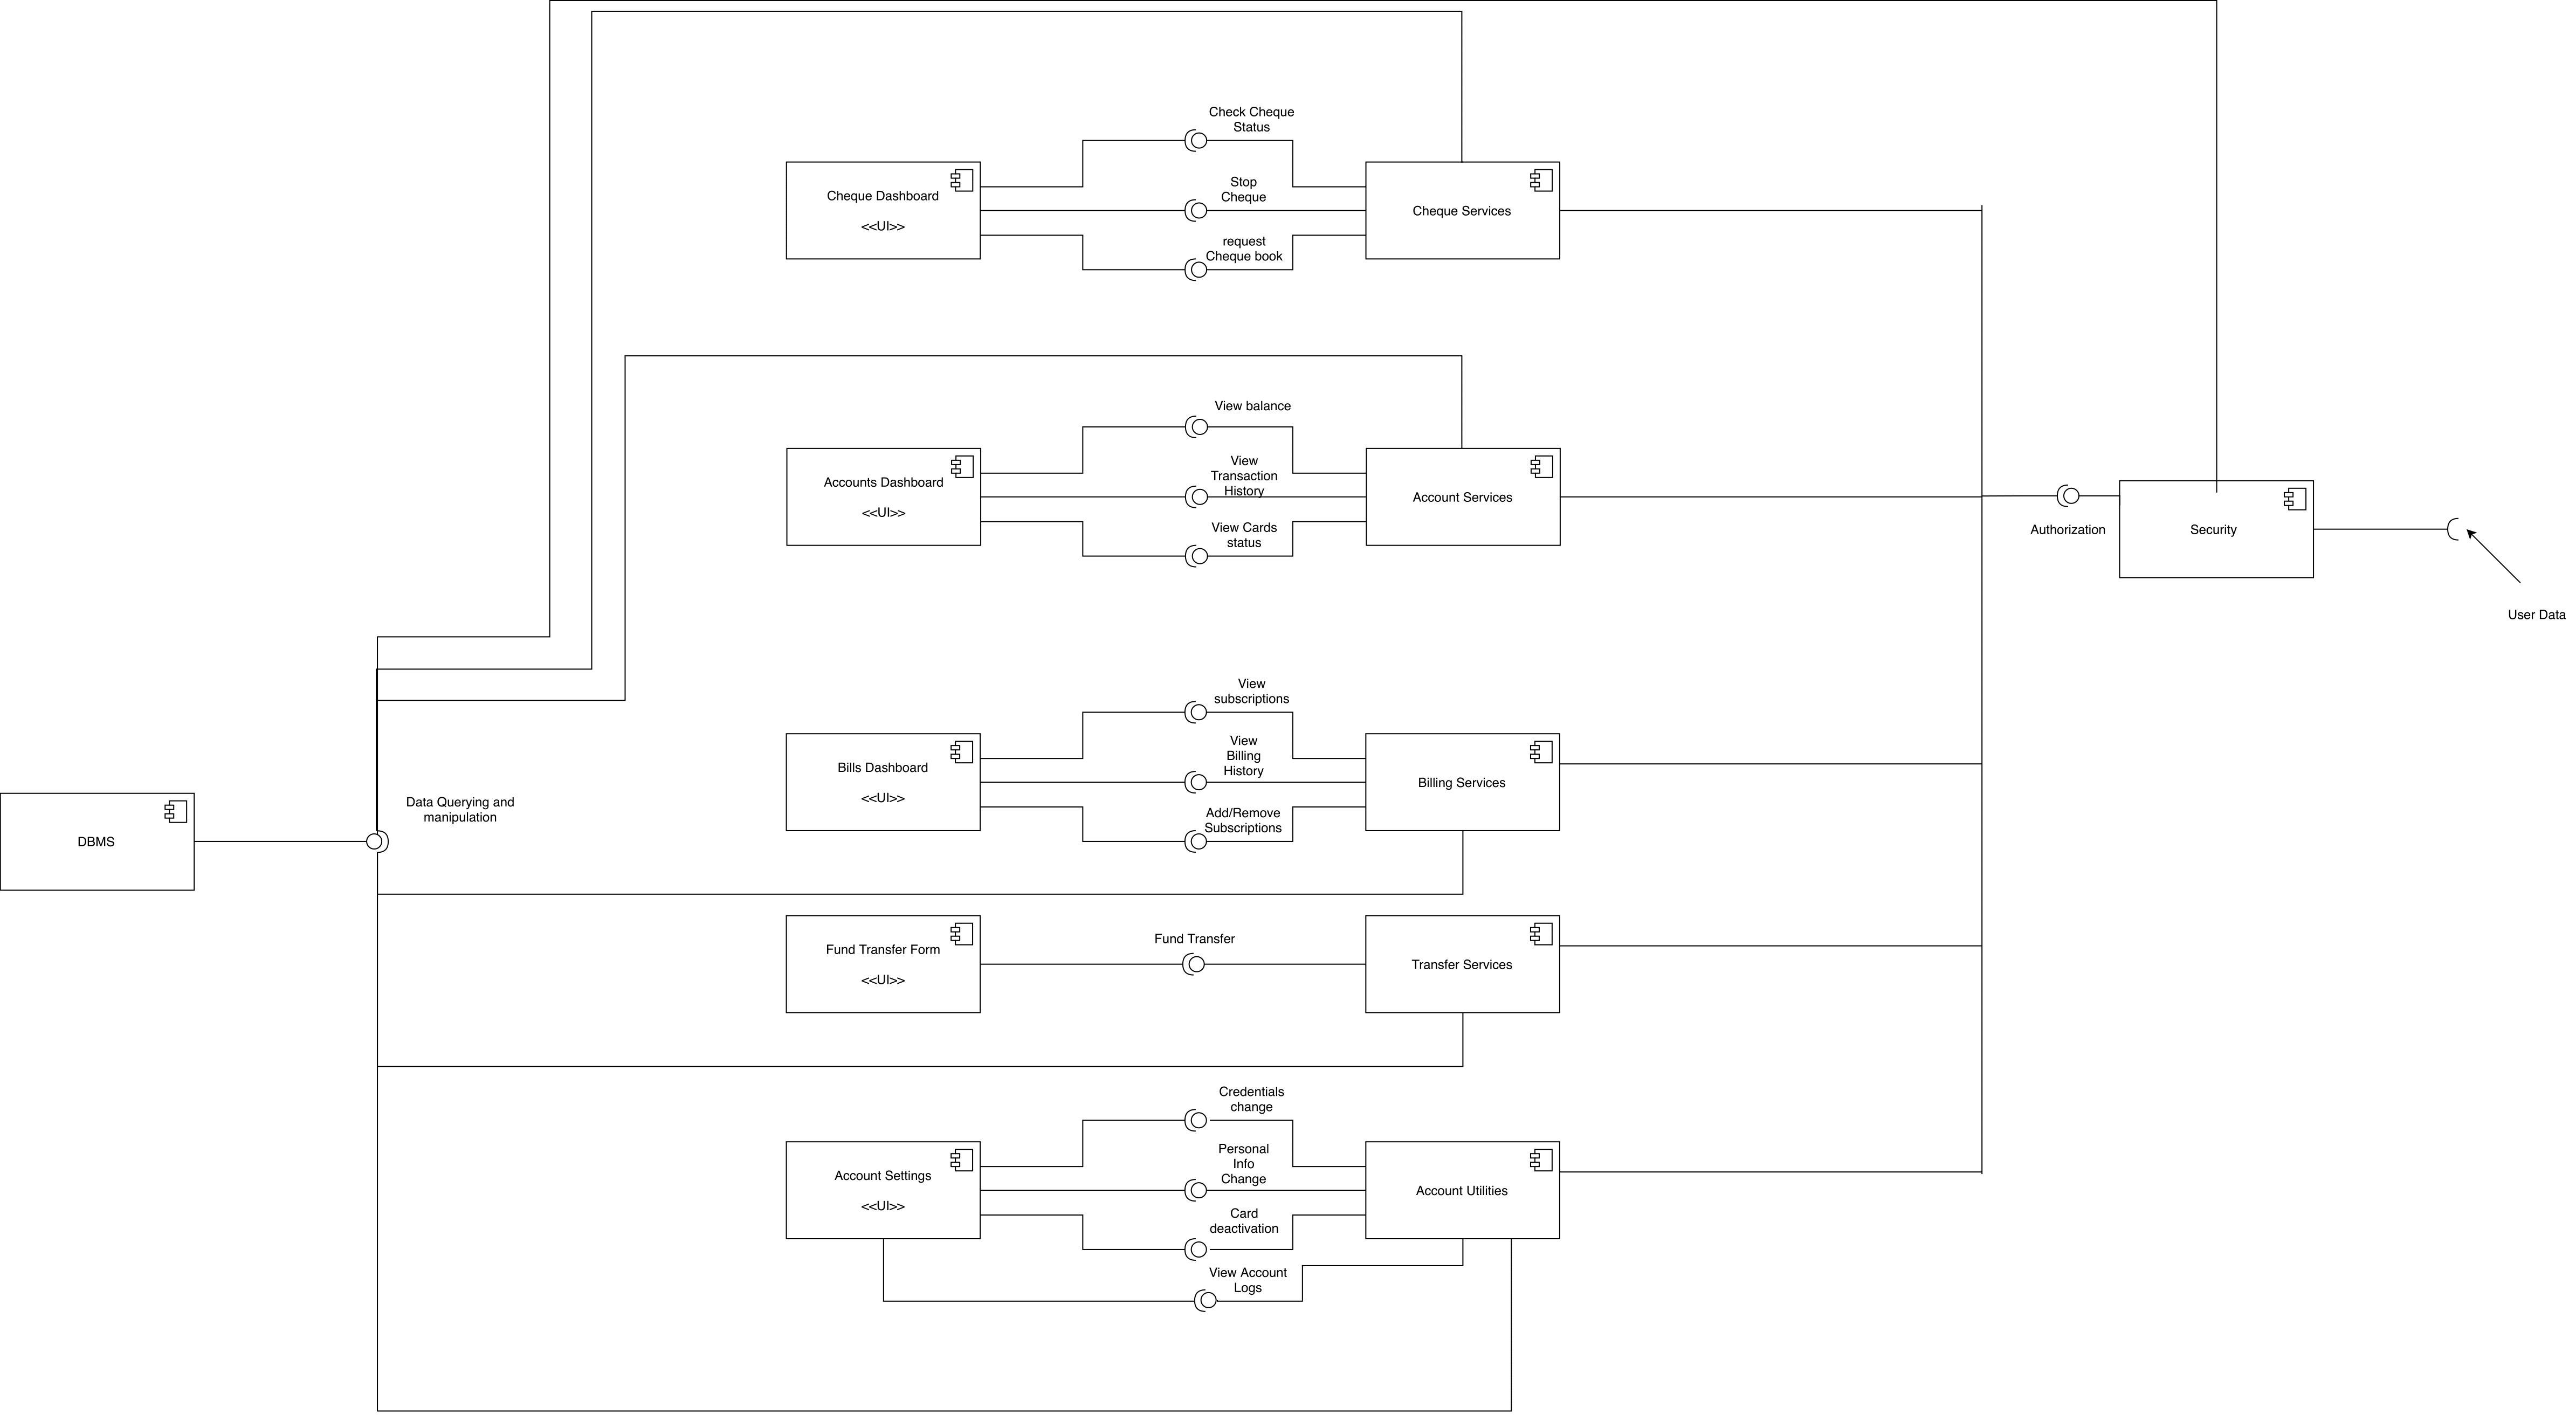 Check Cheque
Status
Cheque Dashboard
<<UI>>
Stop
Cheque
Cheque Services
request
Cheque book
View balance
Accounts Dashboard
<<UI>>
View
Transaction
History
Account Services
View Cards
status
Authorization
Security
User Data
View
subscriptions
Bills Dashboard
<<UI>>
View
Billing
History
Billing Services
Add/Remove
Subscriptions
Data Querying and
manipulation
DBMS
Fund Transfer Form
<<UI>>
Fund Transfer
Transfer Services
Credentials
change
Account Settings
<<UI>>
Personal
Info
Change
Account Utilities
Card
deactivation
View Account
Logs